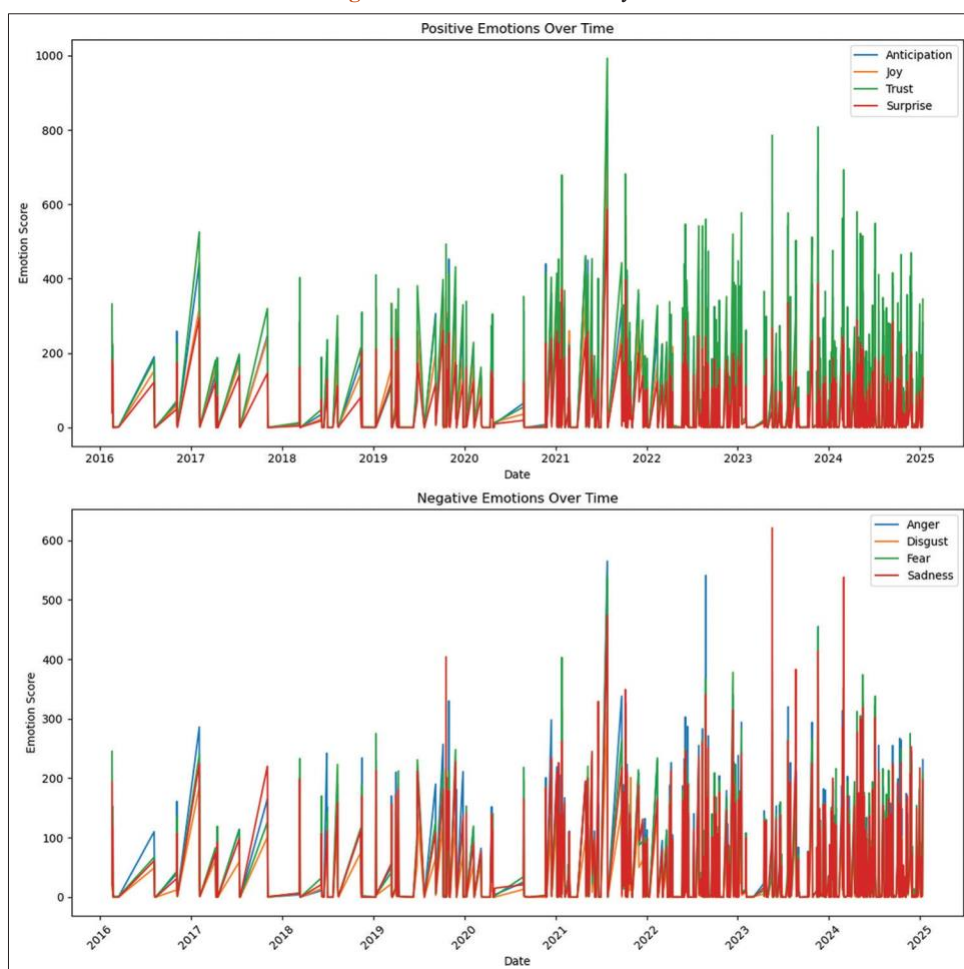 Positive Emotions Over Time
Anticipation
Joy
Trust
Surprise
1000
800
600
400
200
0
Emotion Score
2016 2017 2018 2019 2020 2021 2022 2023 2024 2025
Date
Negative Emotions Over Time
Anger
Disgust
Fear
Sadness
600
500
400
300
200
100
0
Emotion Score
2016 2017 2018 2019 2020 2021 2022 2023 2024 2025
Date